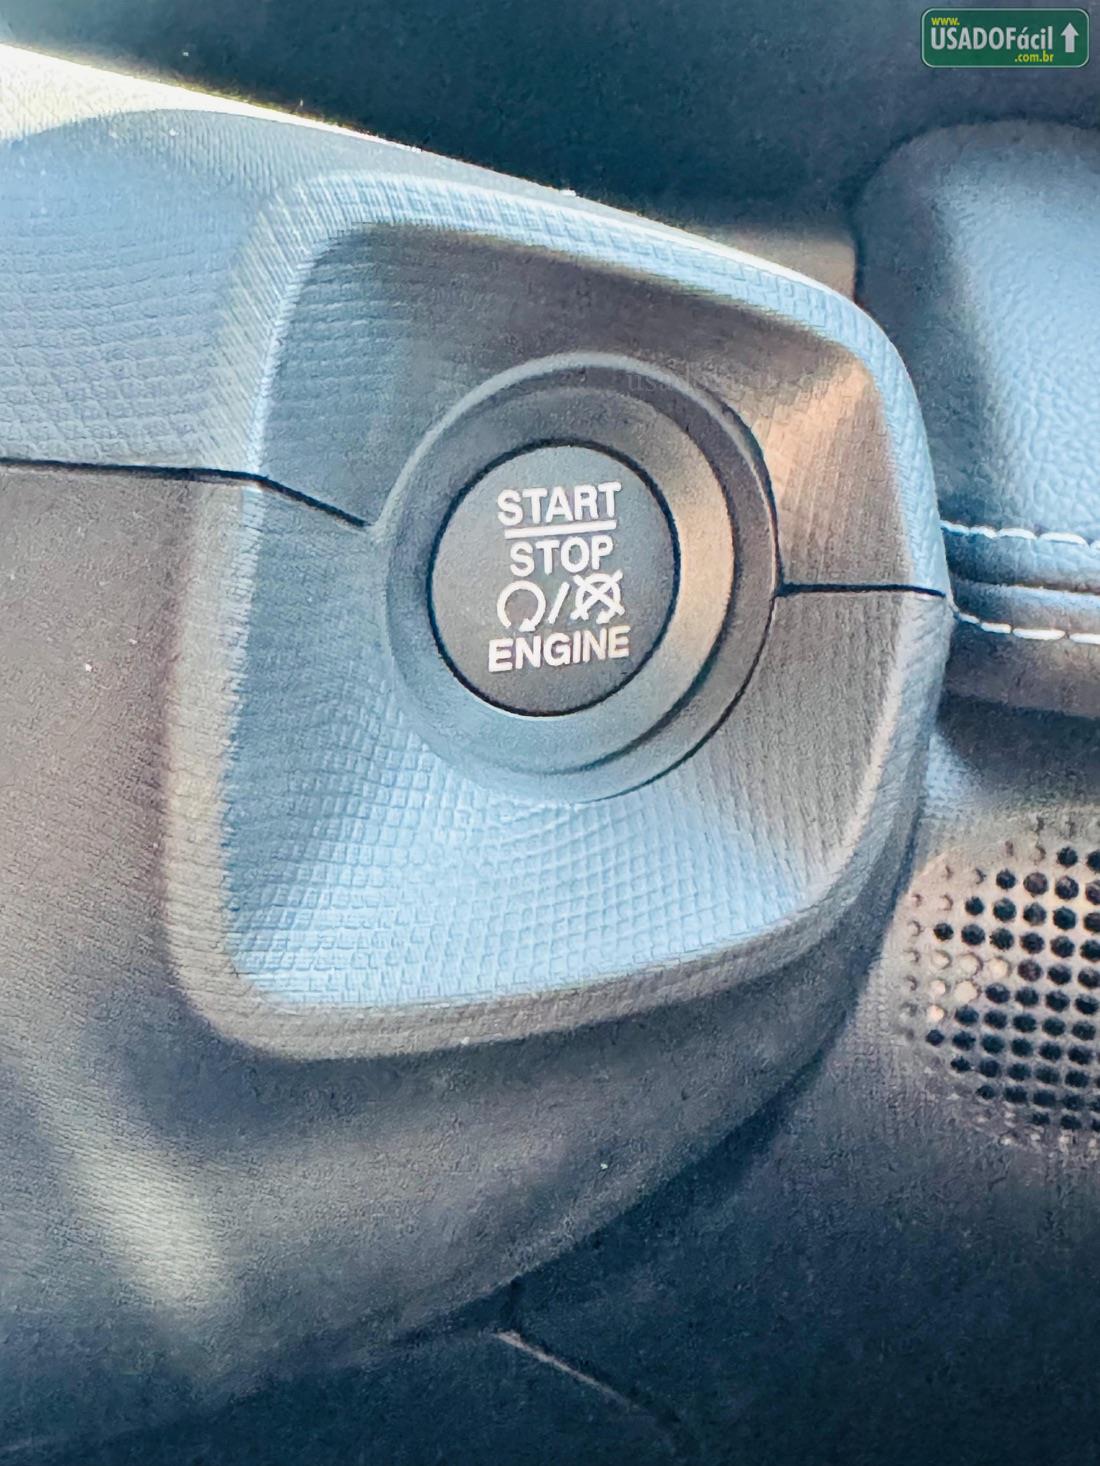 www.
USADOFácil
.com.br
START
STOP
ENGINE